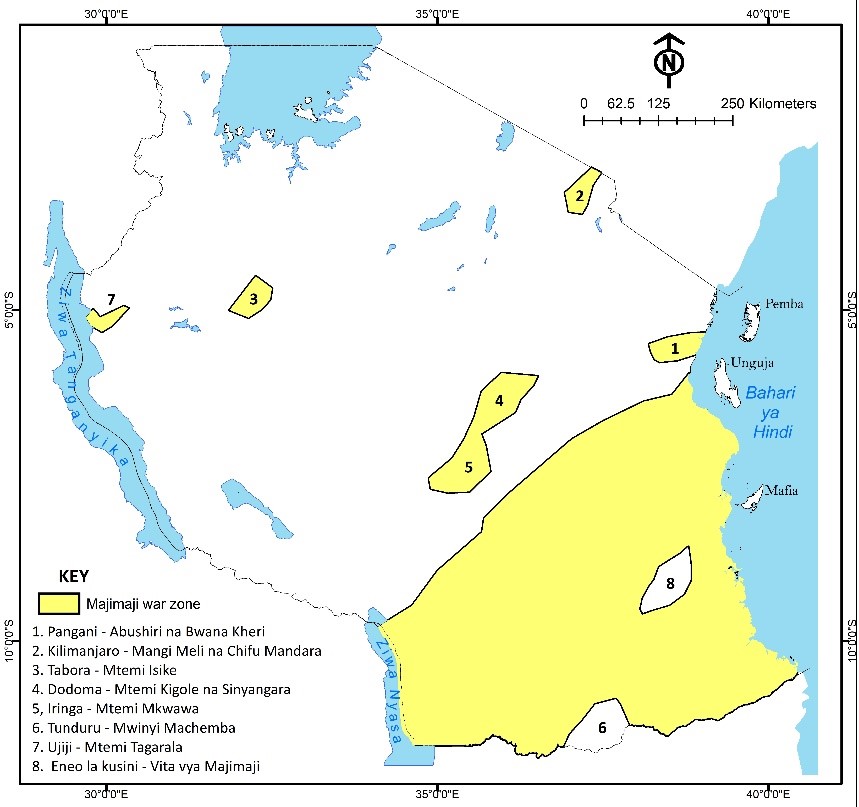 30°0'0"E 35°0'0"E 40°0'0"E
N
0 62.5 125 250 Kilometers
2
7
3
5°0'0"S 5°0'0"S
Pemba
1
Unguja
Ziwa Tanganyika
4
Bahari
ya
Hindi
5
Mafia
8
KEY
Majimaji war zone
1. Pangani - Abushiri na Bwana Kheri
2. Kilimanjaro - Mangi Meli na Chifu Mandara
3. Tabora - Mtemi Isike
4. Dodoma - Mtemi Kigole na Sinyangara
5, Iringa - Mtemi Mkwawa
6. Tunduru - Mwinyi Machemba
7. Ujiji - Mtemi Tagarala
8. Eneo la kusini - Vita vya Majimaji
10°0'0"S 10°0'0"S
Ziwa Nyasa
6
30°0'0"E 35°0'0"E 40°0'0"E